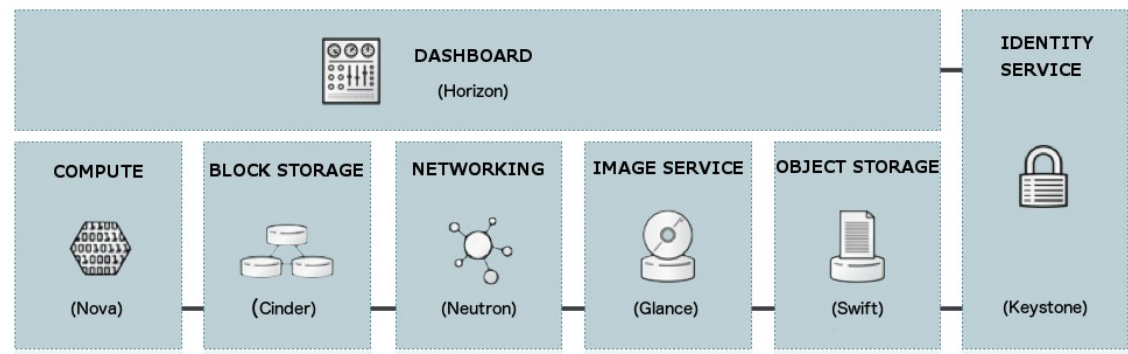 DASHBOARD
(Horizon)
IDENTITY
SERVICE
(Keystone)
COMPUTE
(Nova)
BLOCK STORAGE
(Cinder)
NETWORKING
(Neutron)
IMAGE SERVICE
(Glance)
OBJECT STORAGE
(Swift)